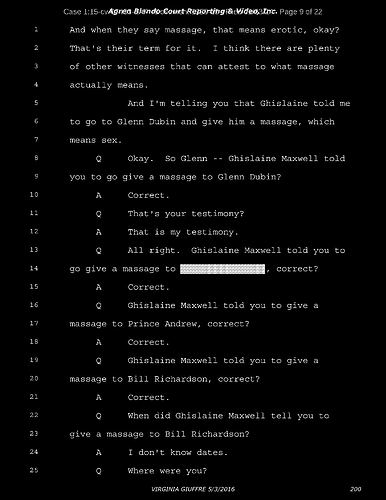 Case 1:15-cv Agren Blando Court Reporting & Video, Inc. Page 9 of 22
1 And when they say massage, that means erotic, okay?
2 That's their term for it. I think there are plenty
3 of other witnesses that can attest to what massage
4 actually means.
5 And I'm telling you that Ghislaine told me
6 to go to Glenn Dubin and give him a massage, which
7 means sex.
8 Q Okay. So Glenn -- Ghislaine Maxwell told
9 you to go give a massage to Glenn Dubin?
10 A Correct.
11 Q That's your testimony?
12 A That is my testimony.
13 Q All right. Ghislaine Maxwell told you to
14 go give a massage to , correct?
15 A Correct.
16 Q Ghislaine Maxwell told you to give a
17 massage to Prince Andrew, correct?
18 A Correct.
19 Q Ghislaine Maxwell told you to give a
20 massage to Bill Richardson, correct?
21 A Correct.
22 Q When did Ghislaine Maxwell tell you to
23 give a massage to Bill Richardson?
24 A I don't know dates.
25 Q Where were you?
VIRGINIA GIUFFRE 5/3/2016 200